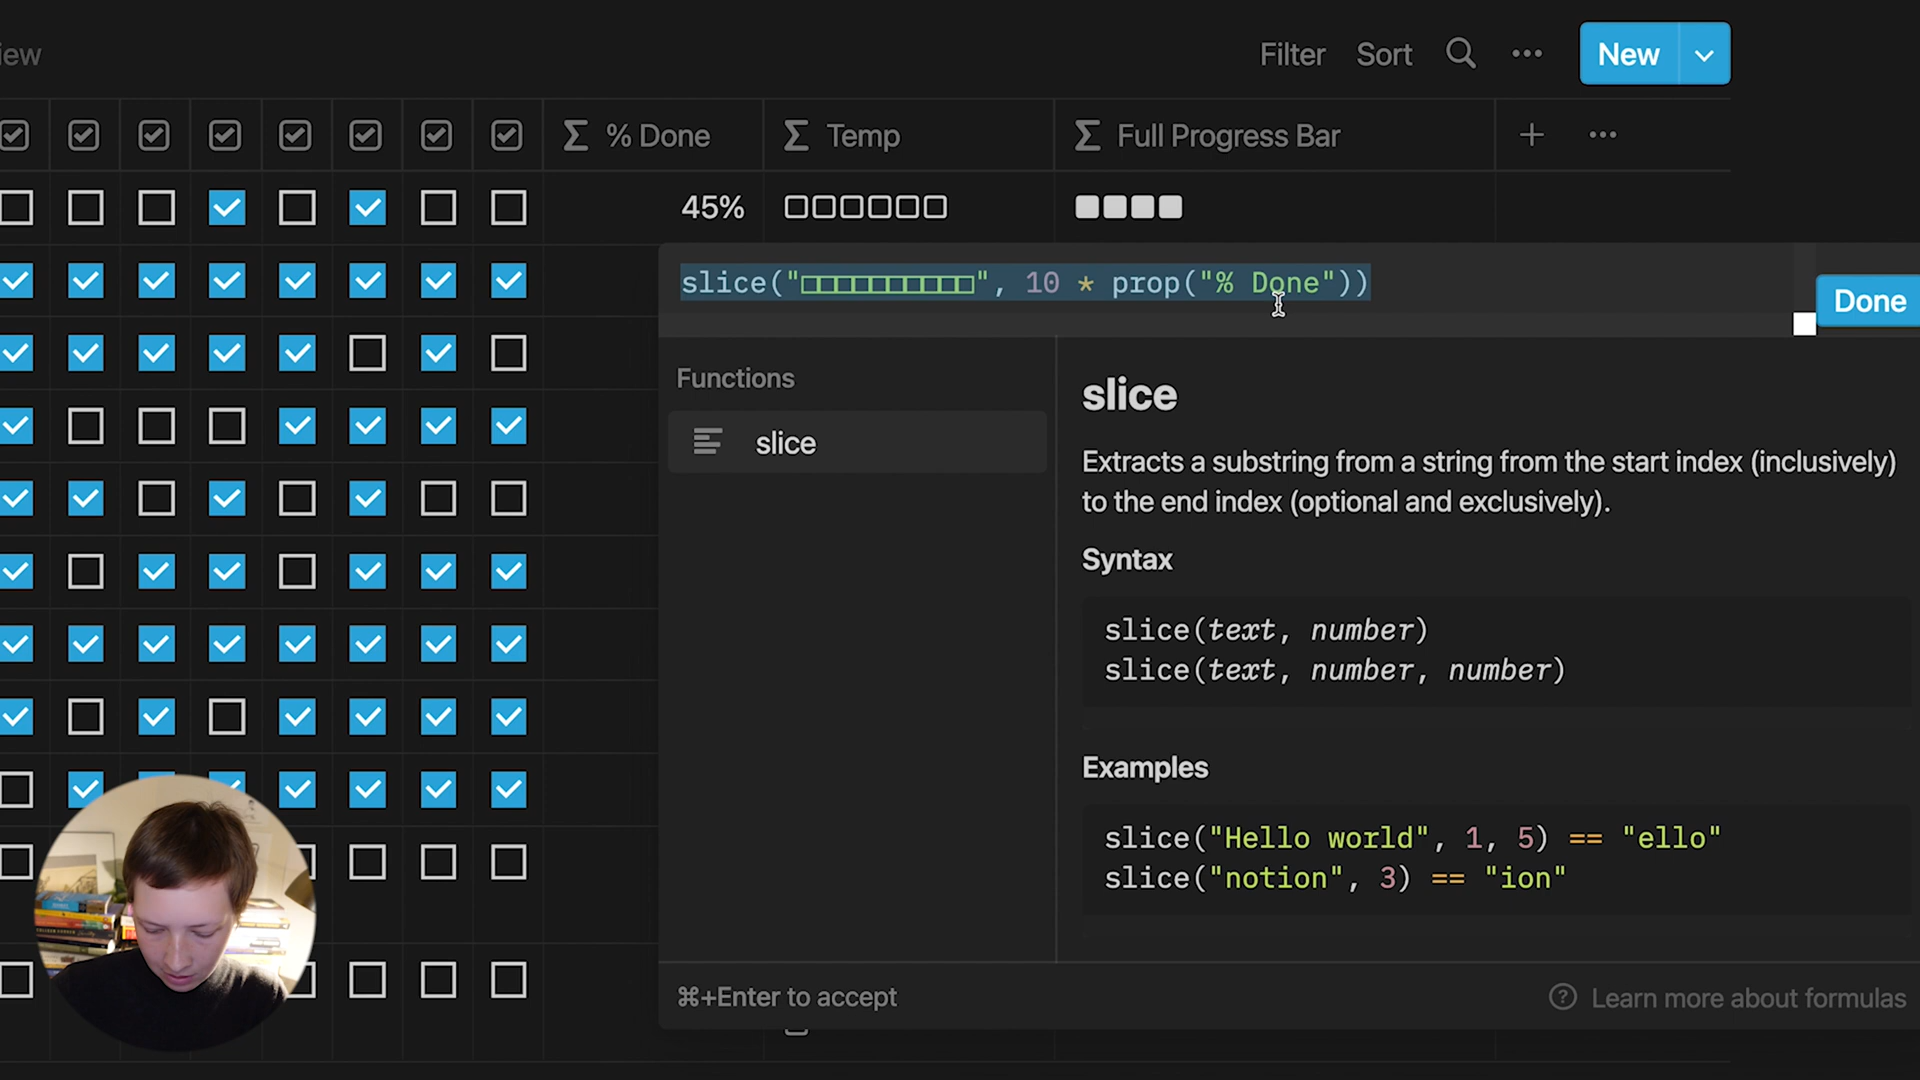 iew
Filter Sort ••• New
Σ % Done Σ Temp Σ Full Progress Bar + •••
45% □□□□□□ ■■■■
slice("□□□□□□□□□□", 10 * prop("% Done"))
Done
Functions
slice
slice
Extracts a substring from a string from the start index (inclusively)
to the end index (optional and exclusively).
Syntax
slice(text, number)
slice(text, number, number)
Examples
slice("Hello world", 1, 5) == "ello"
slice("notion", 3) == "ion"
⌘+Enter to accept
? Learn more about formulas